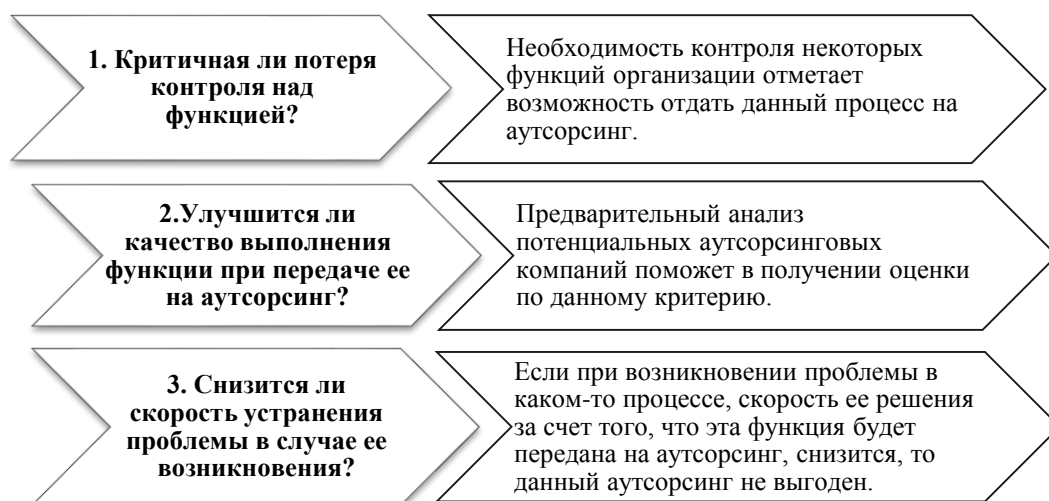 1. Критичная ли потеря
контроля над
функцией?
Необходимость контроля некоторых
функций организации отметает
возможность отдать данный процесс на
аутсорсинг.
2.Улучшится ли
качество выполнения
функции при передаче ее
на аутсорсинг?
Предварительный анализ
потенциальных аутсорсинговых
компаний поможет в получении оценки
по данному критерию.
3. Снизится ли
скорость устранения
проблемы в случае ее
возникновения?
Если при возникновении проблемы в
каком-то процессе, скорость ее решения
за счет того, что эта функция будет
передана на аутсорсинг, снизится, то
данный аутсорсинг не выгоден.